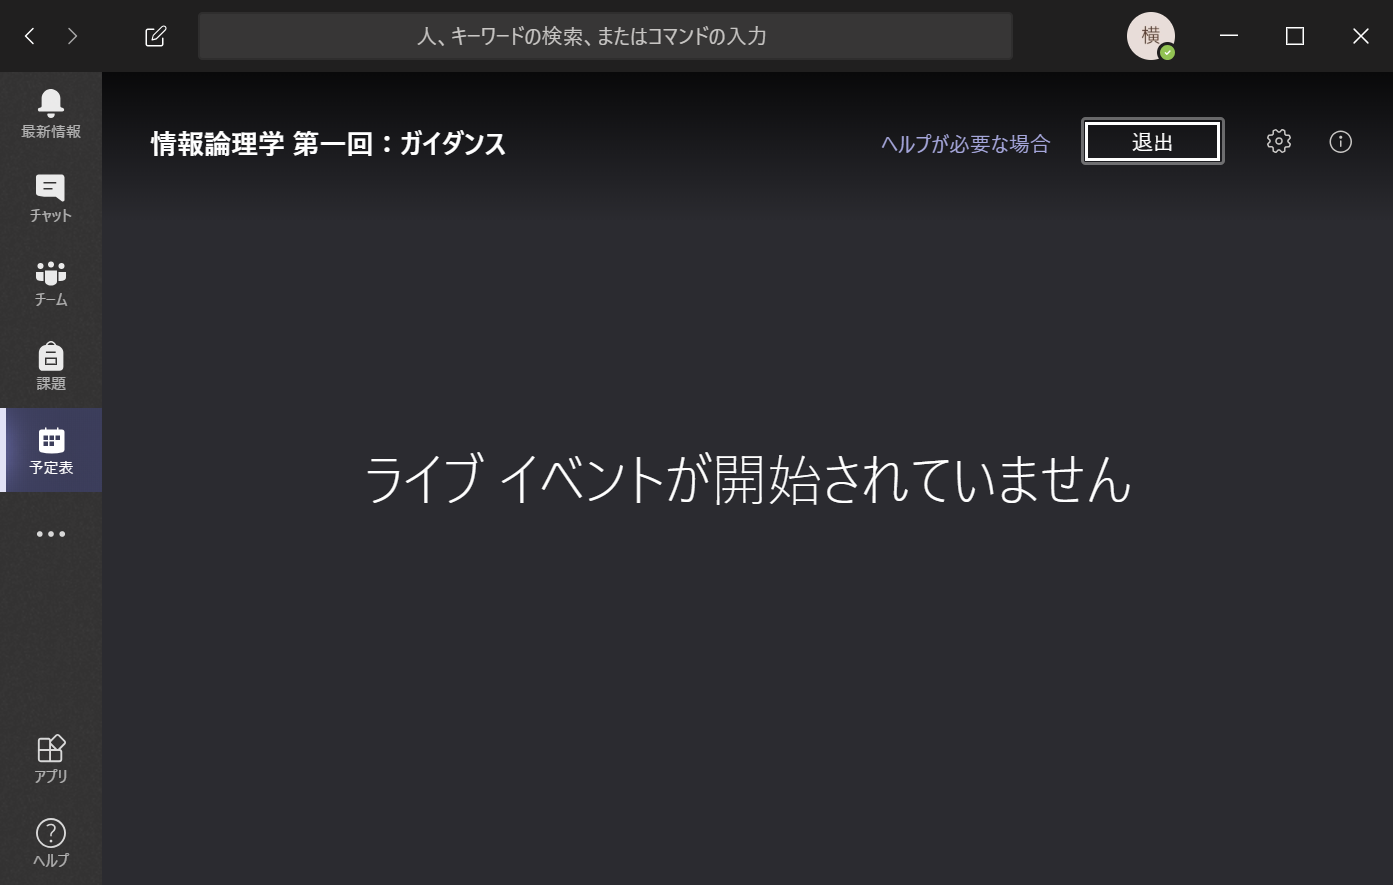 人、キーワードの検索、またはコマンドの入力
横
最新情報
チャット
チーム
課題
予定表
アプリ
ヘルプ
情報論理学 第一回：ガイダンス
ヘルプが必要な場合
退出
ライブ イベントが開始されていません